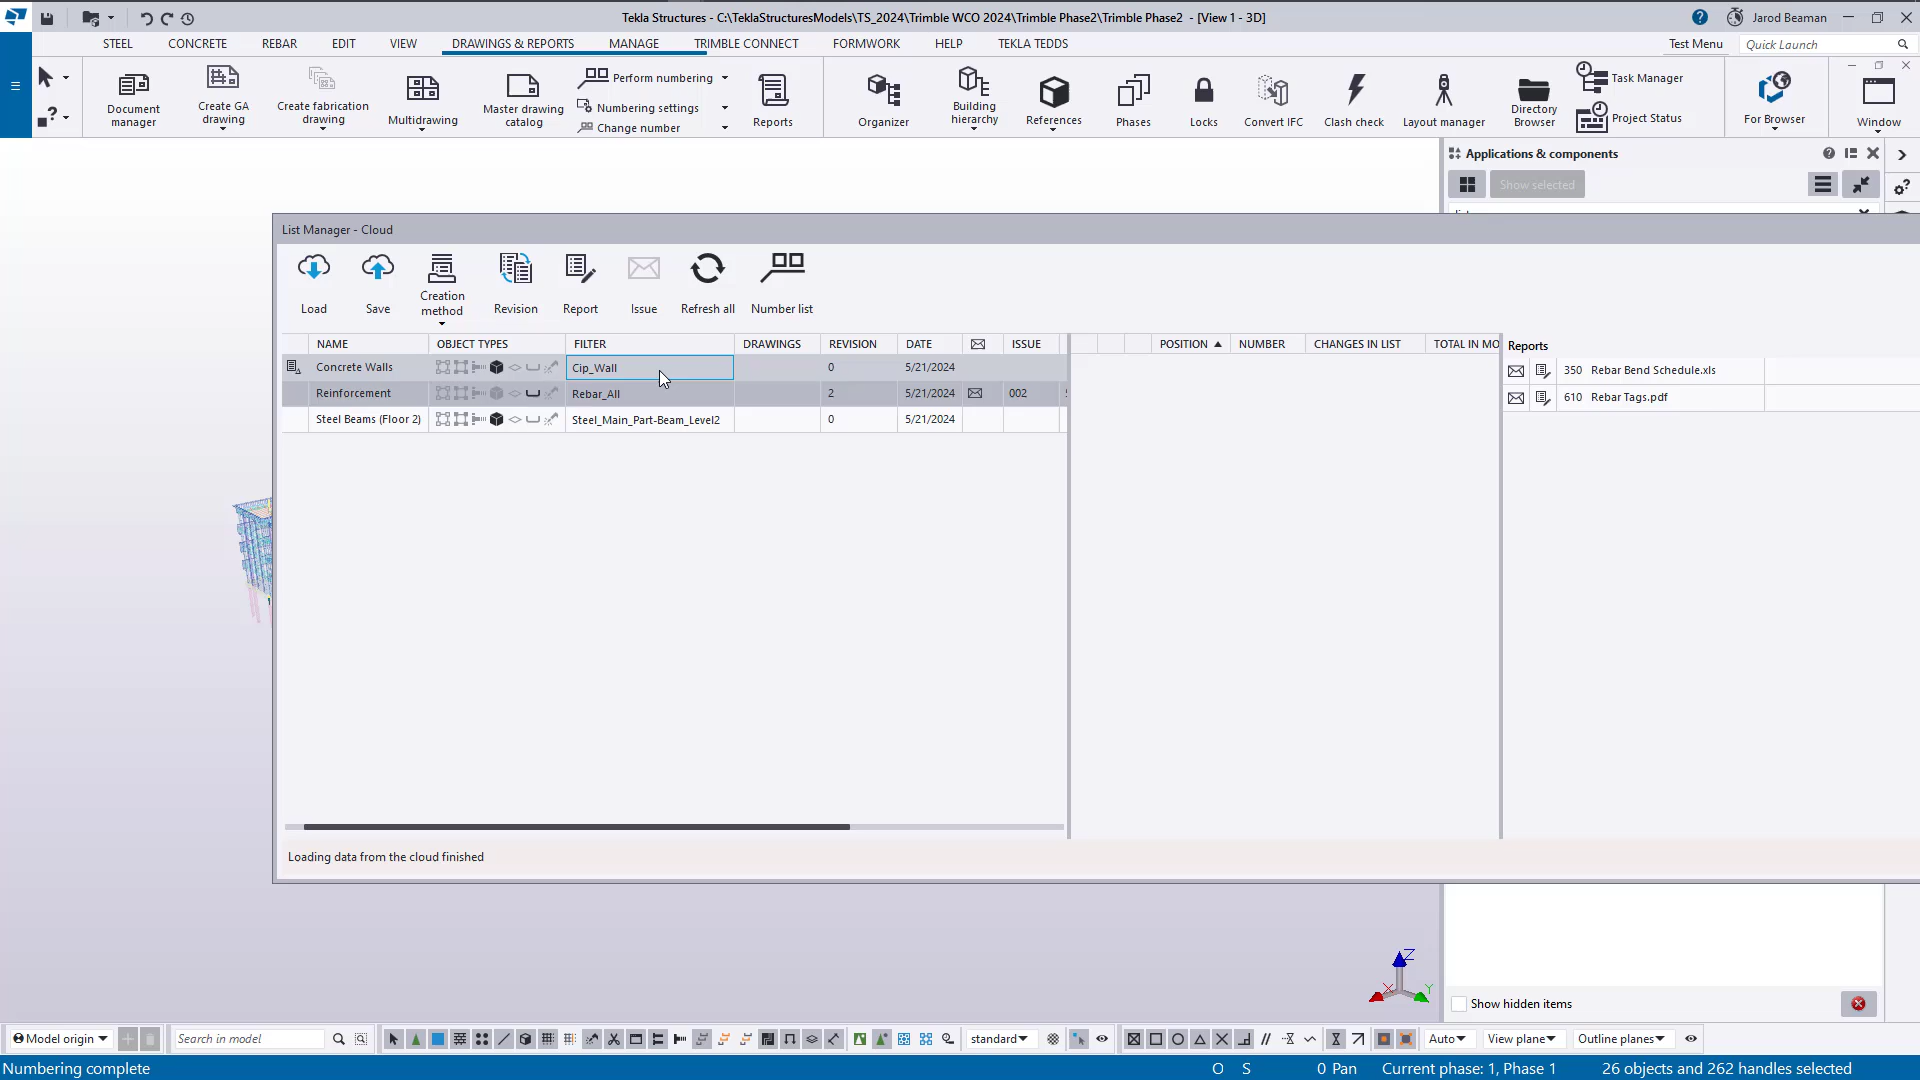 Tekla Structures - C:\TeklaStructuresModels\TS_2024\Trimble WCO 2024\Trimble Phase2\Trimble Phase2 - [View 1 - 3D]
Jarod Beaman
STEEL CONCRETE REBAR EDIT VIEW DRAWINGS & REPORTS MANAGE TRIMBLE CONNECT FORMWORK HELP TEKLA TEDDS
Test Menu
Quick Launch
Document manager
Create GA drawing
Create fabrication drawing
Multidrawing
Master drawing catalog
Perform numbering
Numbering settings
Change number
Reports
Organizer
Building hierarchy
References
Phases
Locks
Convert IFC
Clash check
Layout manager
Directory Browser
Task Manager
Project Status
For Browser
Window
Applications & components
Show selected
List Manager - Cloud
Load
Save
Creation method
Revision
Report
Issue
Refresh all
Number list
NAME OBJECT TYPES FILTER DRAWINGS REVISION DATE ISSUE
Concrete Walls Cip_Wall 0 5/21/2024
Reinforcement Rebar_All 2 5/21/2024 002
Steel Beams (Floor 2) Steel_Main_Part-Beam_Level2 0 5/21/2024
POSITION NUMBER CHANGES IN LIST TOTAL IN MO
Reports
350 Rebar Bend Schedule.xls
610 Rebar Tags.pdf
Loading data from the cloud finished
Z
X
Y
Show hidden items
Model origin
Search in model
standard
Auto
View plane
Outline planes
Numbering complete
O S 0 Pan Current phase: 1, Phase 1 26 objects and 262 handles selected